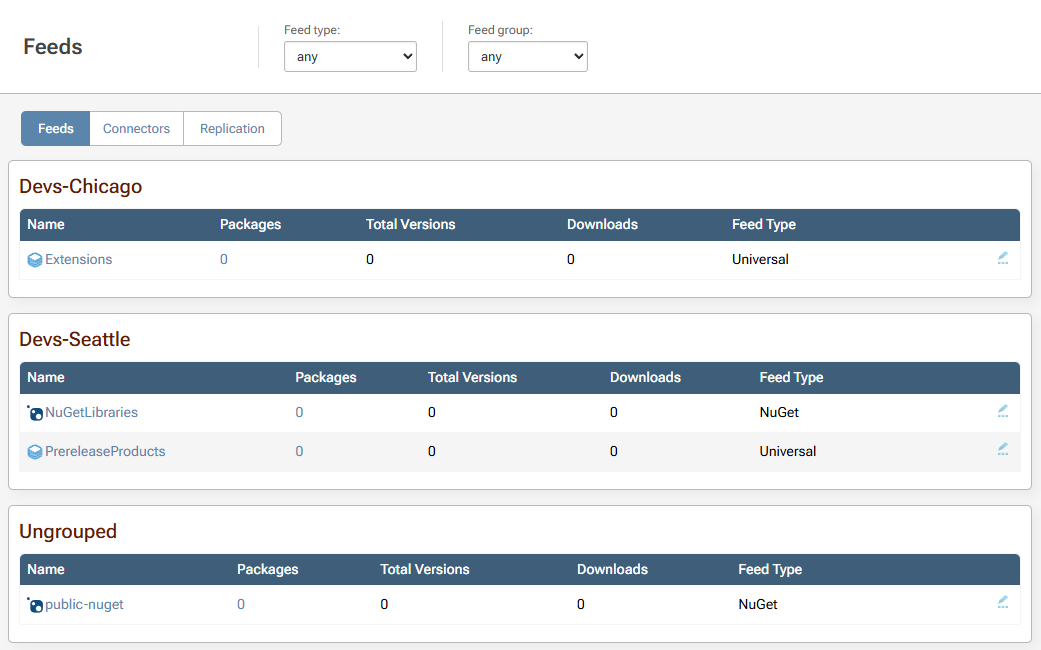 Feeds
Feed type:
any
Feed group:
any
Feeds Connectors Replication
Devs-Chicago
Name Packages Total Versions Downloads Feed Type
Extensions 0 0 0 Universal
Devs-Seattle
Name Packages Total Versions Downloads Feed Type
NuGetLibraries 0 0 0 NuGet
PrereleaseProducts 0 0 0 Universal
Ungrouped
Name Packages Total Versions Downloads Feed Type
public-nuget 0 0 0 NuGet